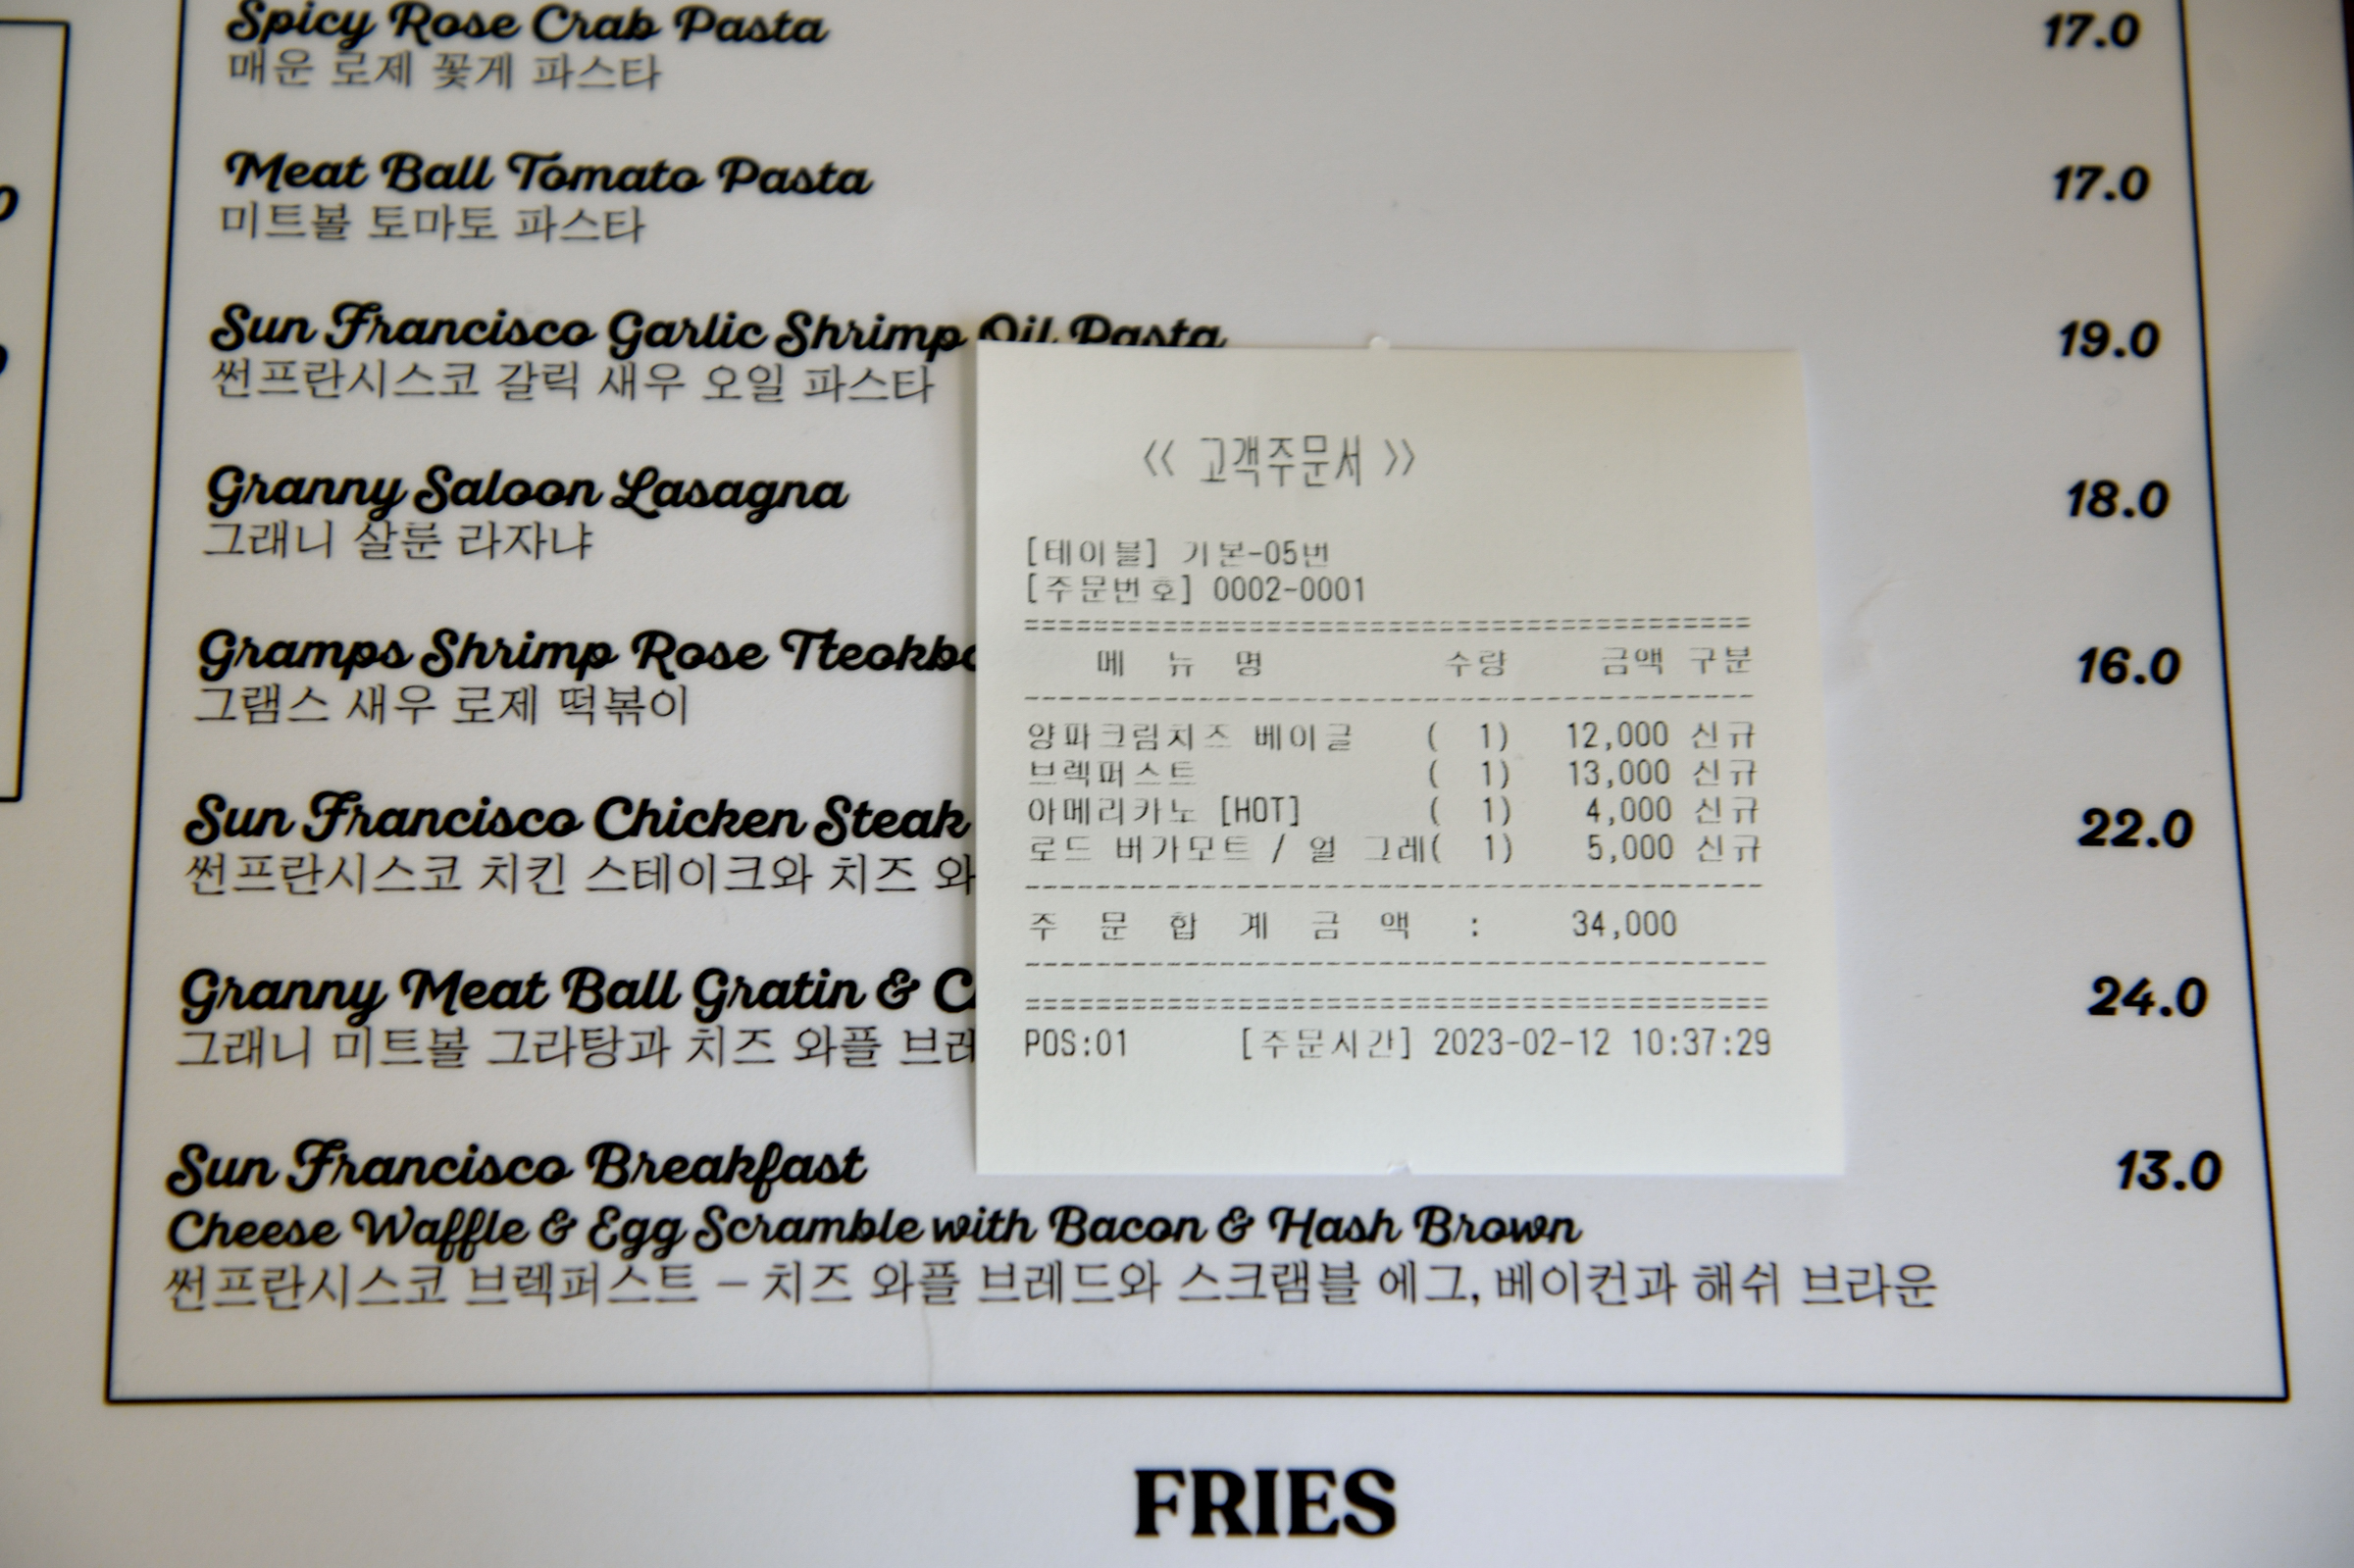 Spicy Rose Crab Pasta 17.0
매운 로제 꽃게 파스타
Meat Ball Tomato Pasta 17.0
미트볼 토마토 파스타
Sun Francisco Garlic Shrimp Oil Pasta 19.0
썬프란시스코 갈릭 새우 오일 파스타
Granny Saloon Lasagna 18.0
그래니 살룬 라자냐
Gramps Shrimp Rose 16.0
그램스 새우 로제 떡볶이
Sun Francisco Chicken Steak 22.0
썬프란시스코 치킨 스테이크와 치즈
Granny Meat Ball Gratin & 24.0
그래니 미트볼 그라탕과 치즈 와플
Sun Francisco Breakfast 13.0
Cheese Waffle & Egg Scramble with Bacon & Hash Brown
썬프란시스코 브렉퍼스트 – 치즈 와플 브레드와 스크램블 에그, 베이컨과 해쉬 브라운
FRIES
<< 고객주문서 >>
[테이블] 기본-05번
[주문번호] 0002-0001
메 뉴 명 수량 금액 구분
양파크림치즈 베이글 ( 1) 12,000 신규
브렉퍼스트 ( 1) 13,000 신규
아메리카노 [HOT] ( 1) 4,000 신규
로드 버가모트 / 얼 그레( 1) 5,000 신규
주 문 합 계 금 액 : 34,000
POS:01 [주문시간] 2023-02-12 10:37:29